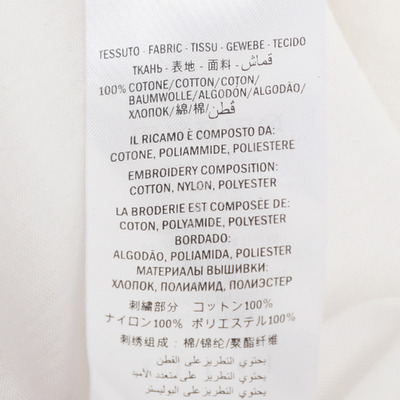 TESSUTO - FABRIC - TISSU - GEWEBE - TECIDO
ТКАНЬ - 表地 - 面料 - قماش
100% COTONE/COTTON/COTON/
BAUMWOLLE/ALGODÓN/ALGODÃO/
ХЛОПОК/綿/棉/قُطن
IL RICAMO È COMPOSTO DA:
COTONE, POLIAMMIDE, POLIESTERE
EMBROIDERY COMPOSITION:
COTTON, NYLON, POLYESTER
LA BRODERIE EST COMPOSÉE DE:
COTON, POLYAMIDE, POLYESTER
BORDADO:
ALGODÃO, POLIAMIDA, POLIESTER
МАТЕРИАЛЫ ВЫШИВКИ:
ХЛОПОК, ПОЛИАМИД, ПОЛИЭСТЕР
刺繍部分 コットン100%
ナイロン100% ポリエステル100%
刺绣组成: 棉/锦纶/聚酯纤维
يحتوي التطريز على القطن
يحتوي التطريز على متعدد الأميد
يحتوي التطريز على البوليستر